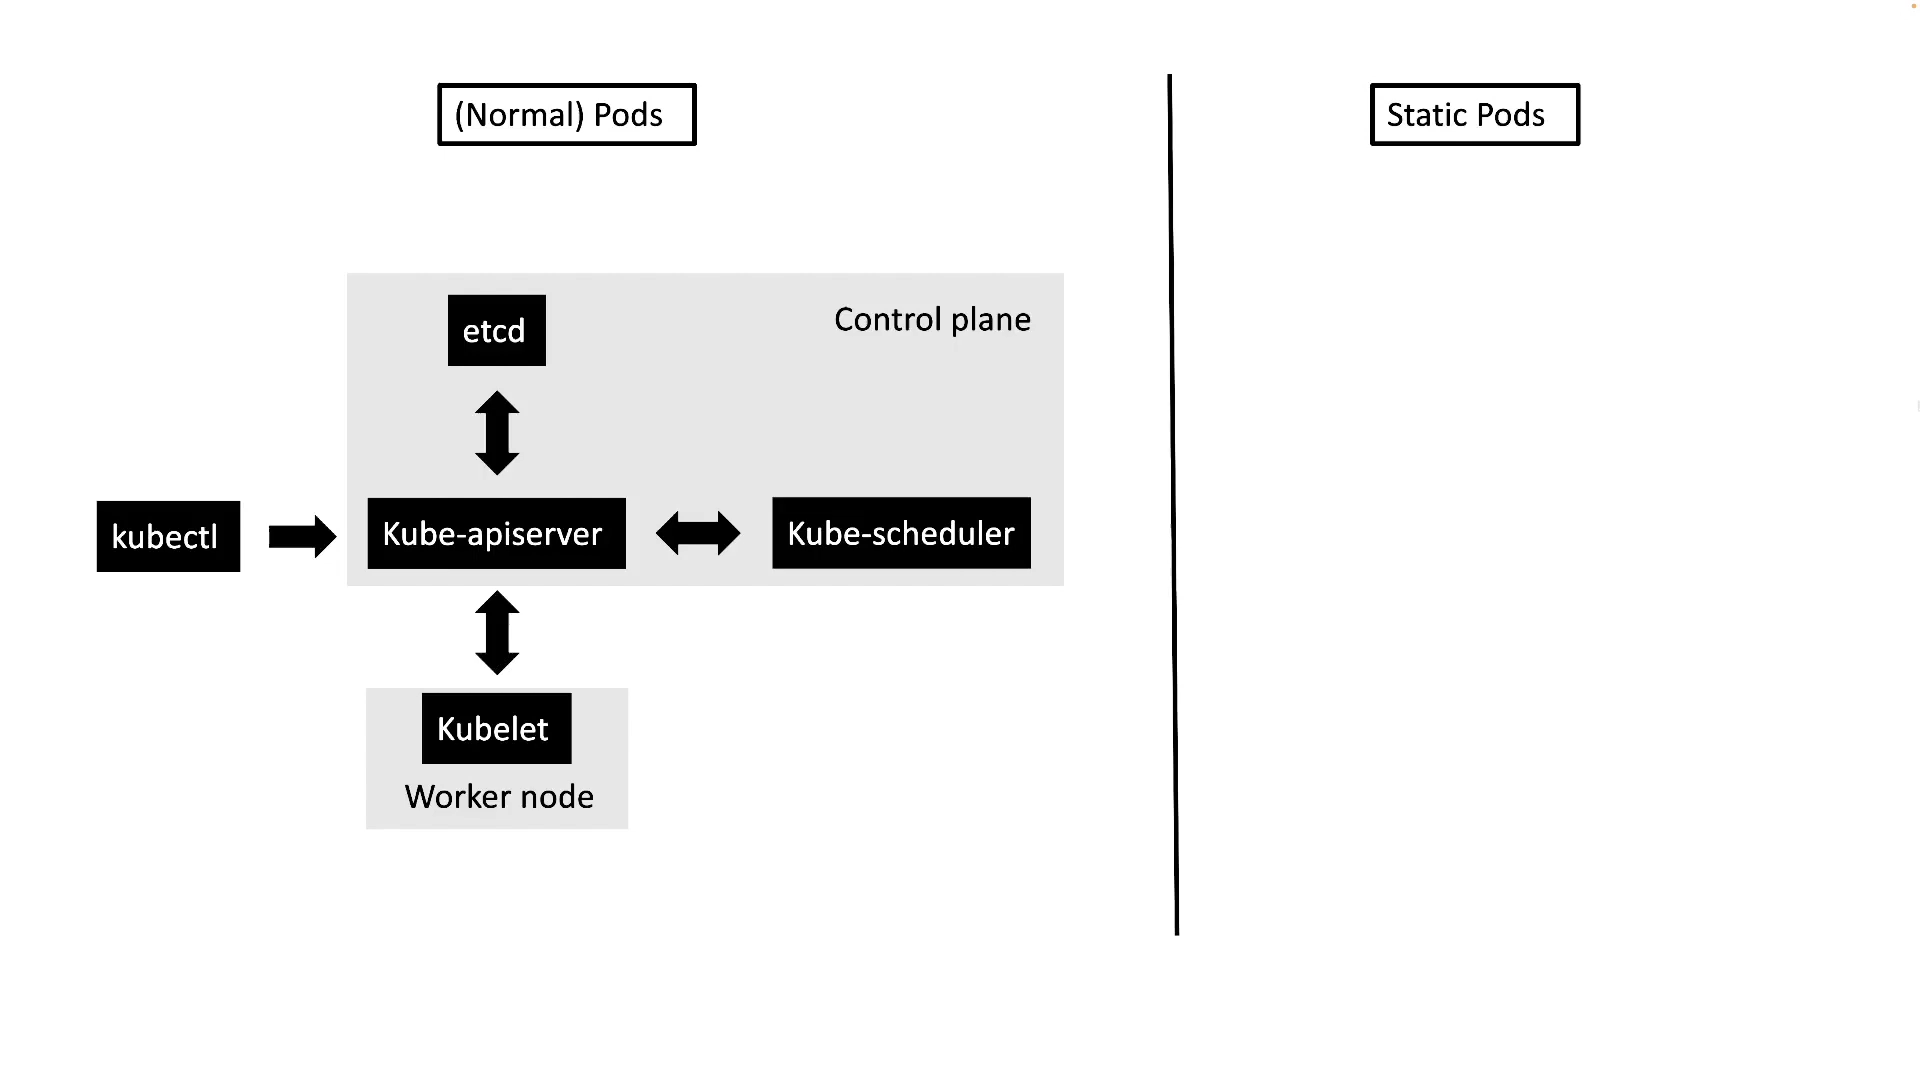 (Normal) Pods
Static Pods
etcd
Control plane
kubectl
Kube-apiserver
Kube-scheduler
Kubelet
Worker node